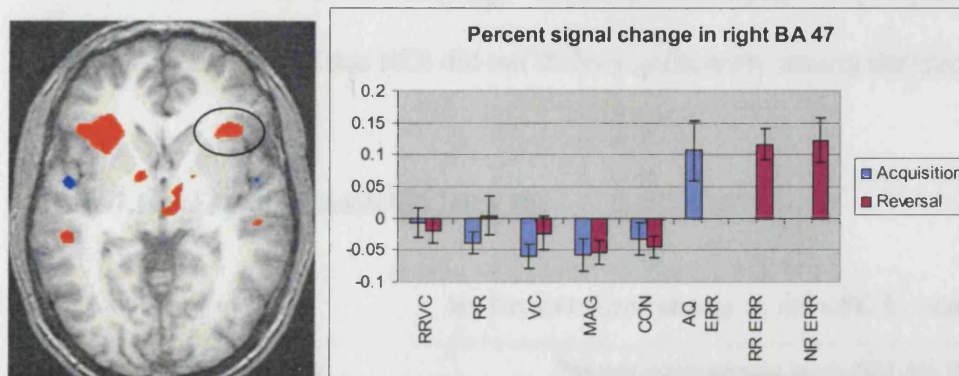 Percent signal change in right BA 47
0.2
0.15
0.1
0.05
0
-0.05
-0.1
RRVC
RR
VC
MAG
CON
AQ ERR
RR ERR
NR ERR
Acquisition
Reversal